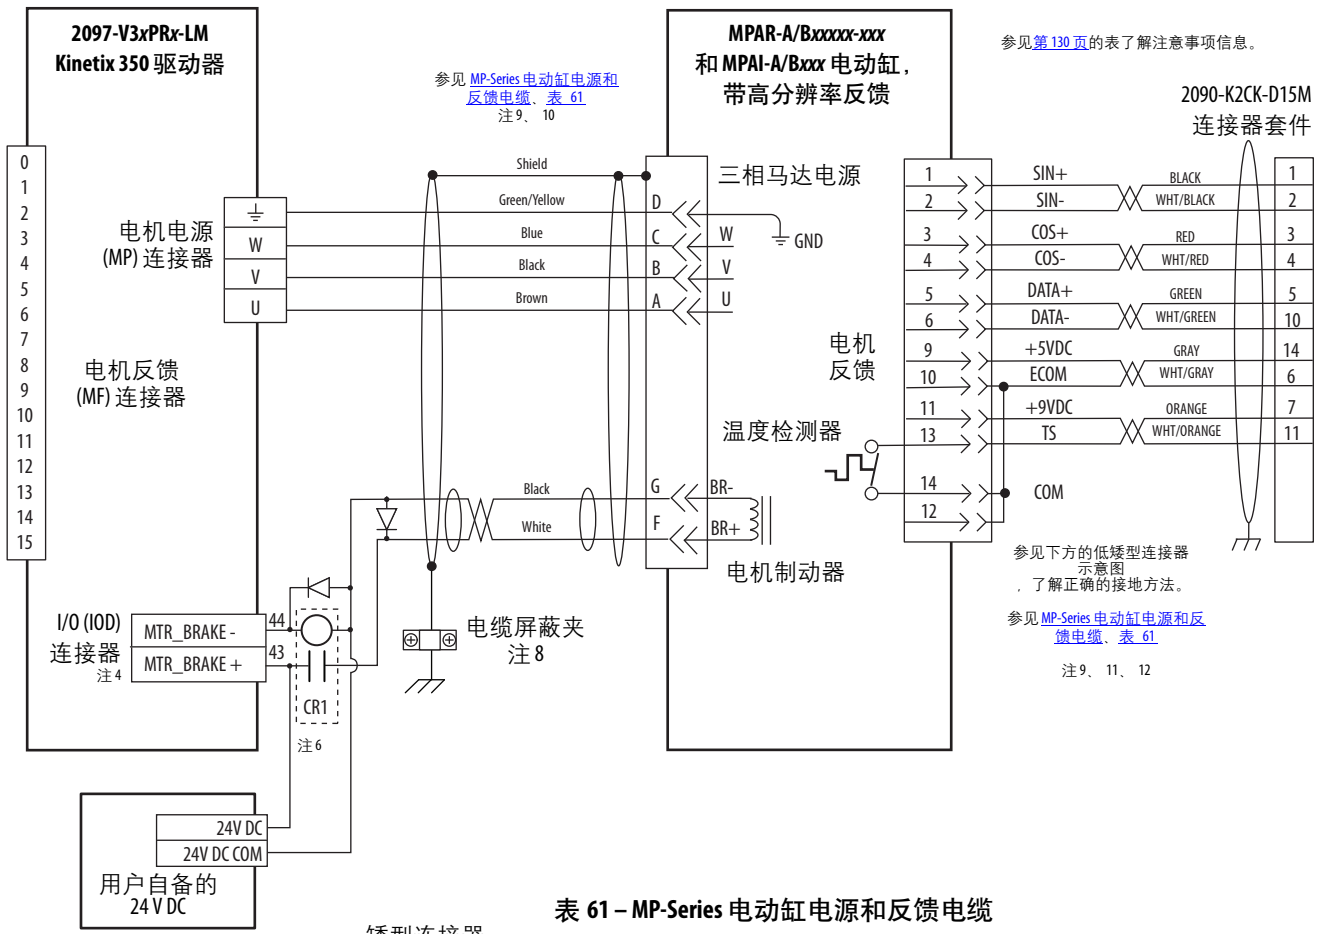 2097-V3xPRx-LM
Kinetix 350 驱动器
MPAR-A/Bxxxxx-xxx
和 MPAI-A/Bxxx 电动缸，
带高分辨率反馈
参见第 130 页的表了解注意事项信息。
参见 MP-Series 电动缸电源和
反馈电缆、表 61
注 9、 10
2090-K2CK-D15M
连接器套件
0
1
2
3
4
5
6
7
8
9
10
11
12
13
14
15
电机电源
(MP) 连接器
W
V
U
电机反馈
(MF) 连接器
Shield
Green/Yellow
Blue
Black
Brown
D
C
B
A
三相马达电源
W
V
U
GND
电机
反馈
温度检测器
1
2
3
4
5
6
9
10
11
13
14
12
SIN+
SIN-
COS+
COS-
DATA+
DATA-
+5VDC
ECOM
+9VDC
TS
COM
BLACK
WHT/BLACK
RED
WHT/RED
GREEN
WHT/GREEN
GRAY
WHT/GRAY
ORANGE
WHT/ORANGE
1
2
3
4
5
10
14
6
7
11
Black
White
G
F
BR-
BR+
电机制动器
参见下方的低矮型连接器
示意图
，了解正确的接地方法。
参见 MP-Series 电动缸电源和反
馈电缆、表 61
注 9、 11、 12
I/O (IOD)
连接器
注 4
MTR_BRAKE -
MTR_BRAKE +
44
43
CR1
注 6
电缆屏蔽夹
注 8
24V DC
24V DC COM
用户自备的
24 V DC
表 61 – MP-Series 电动缸电源和反馈电缆
矮型连接器